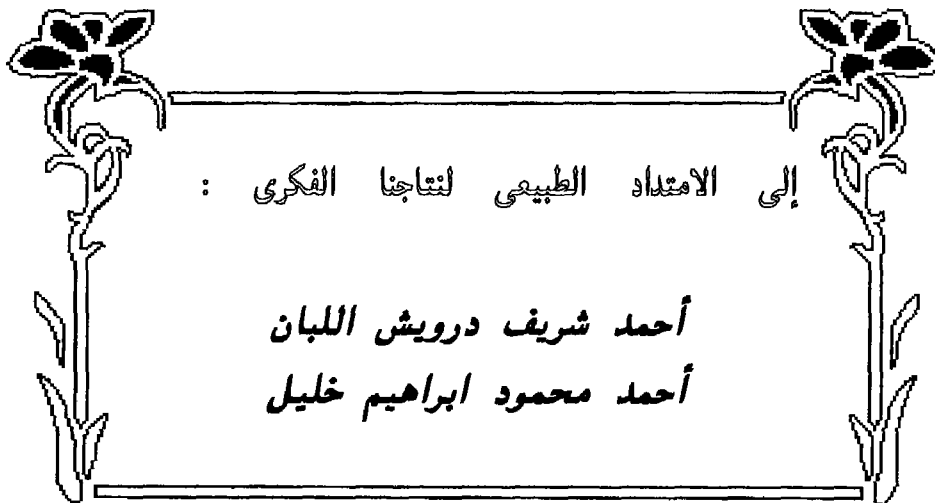 إلى الامتداد الطبيعى لنتاجنا الفكرى :
أحمد شريف درويش اللبان
أحمد محمود ابراهيم خليل